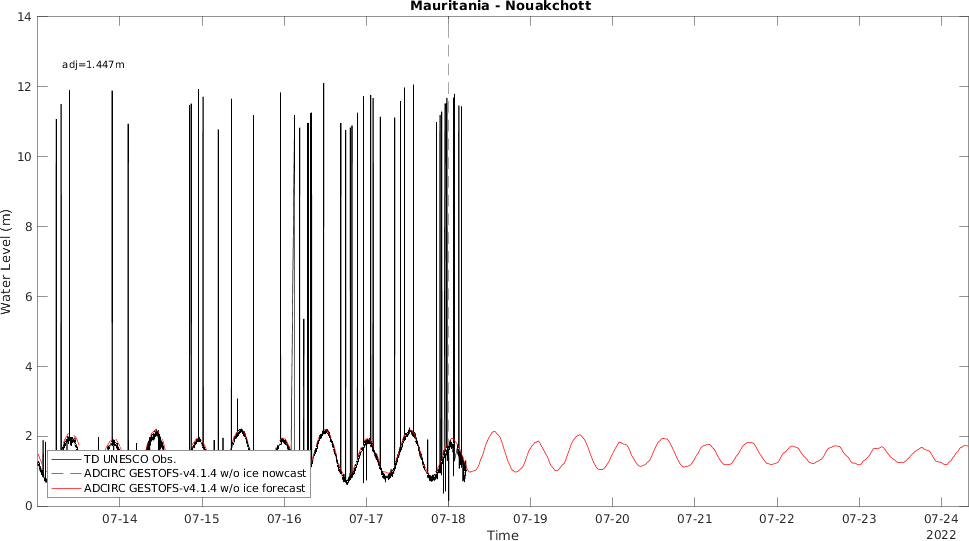 Mauritania - Nouakchott
14
12
10
8
6
4
2
0
Water Level (m)
adj=1.447m
TD UNESCO Obs.
ADCIRC GESTOFS-v4.1.4 w/o ice nowcast
ADCIRC GESTOFS-v4.1.4 w/o ice forecast
07-14 07-15 07-16 07-17 07-18 07-19 07-20 07-21 07-22 07-23 07-24
2022
Time